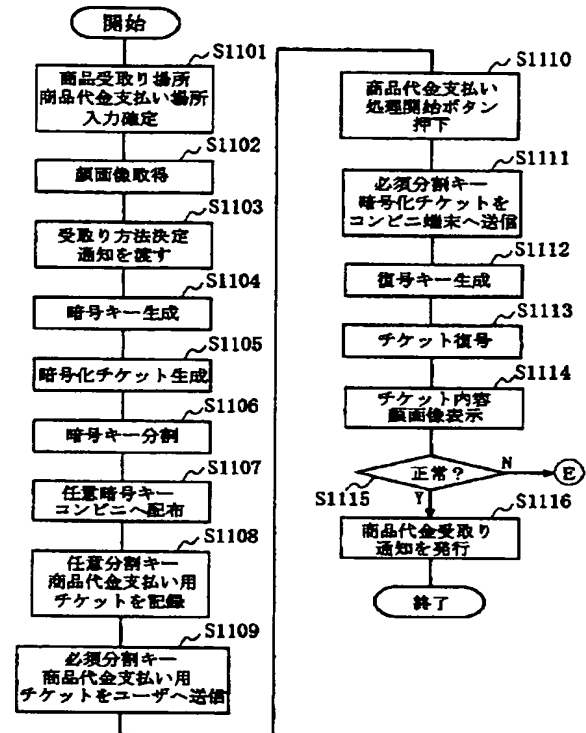 開始
S1101
商品受取り場所
商品代金支払い場所
入力確定
S1102
顔画像取得
S1103
受取り方法決定
通知を渡す
S1104
暗号キー生成
S1105
暗号化チケット生成
S1106
暗号キー分割
S1107
任意暗号キー
コンビニへ配布
S1108
任意分割キー
商品代金支払い用
チケットを記録
S1109
必須分割キー
商品代金支払い用
チケットをユーザへ送信
S1110
商品代金支払い
処理開始ボタン
押下
S1111
必須分割キー
暗号化チケットを
コンビニ端末へ送信
S1112
復号キー生成
S1113
チケット復号
S1114
チケット内容
顔画像表示
正常?
N
E
S1115
Y
S1116
商品代金受取り
通知を発行
終了